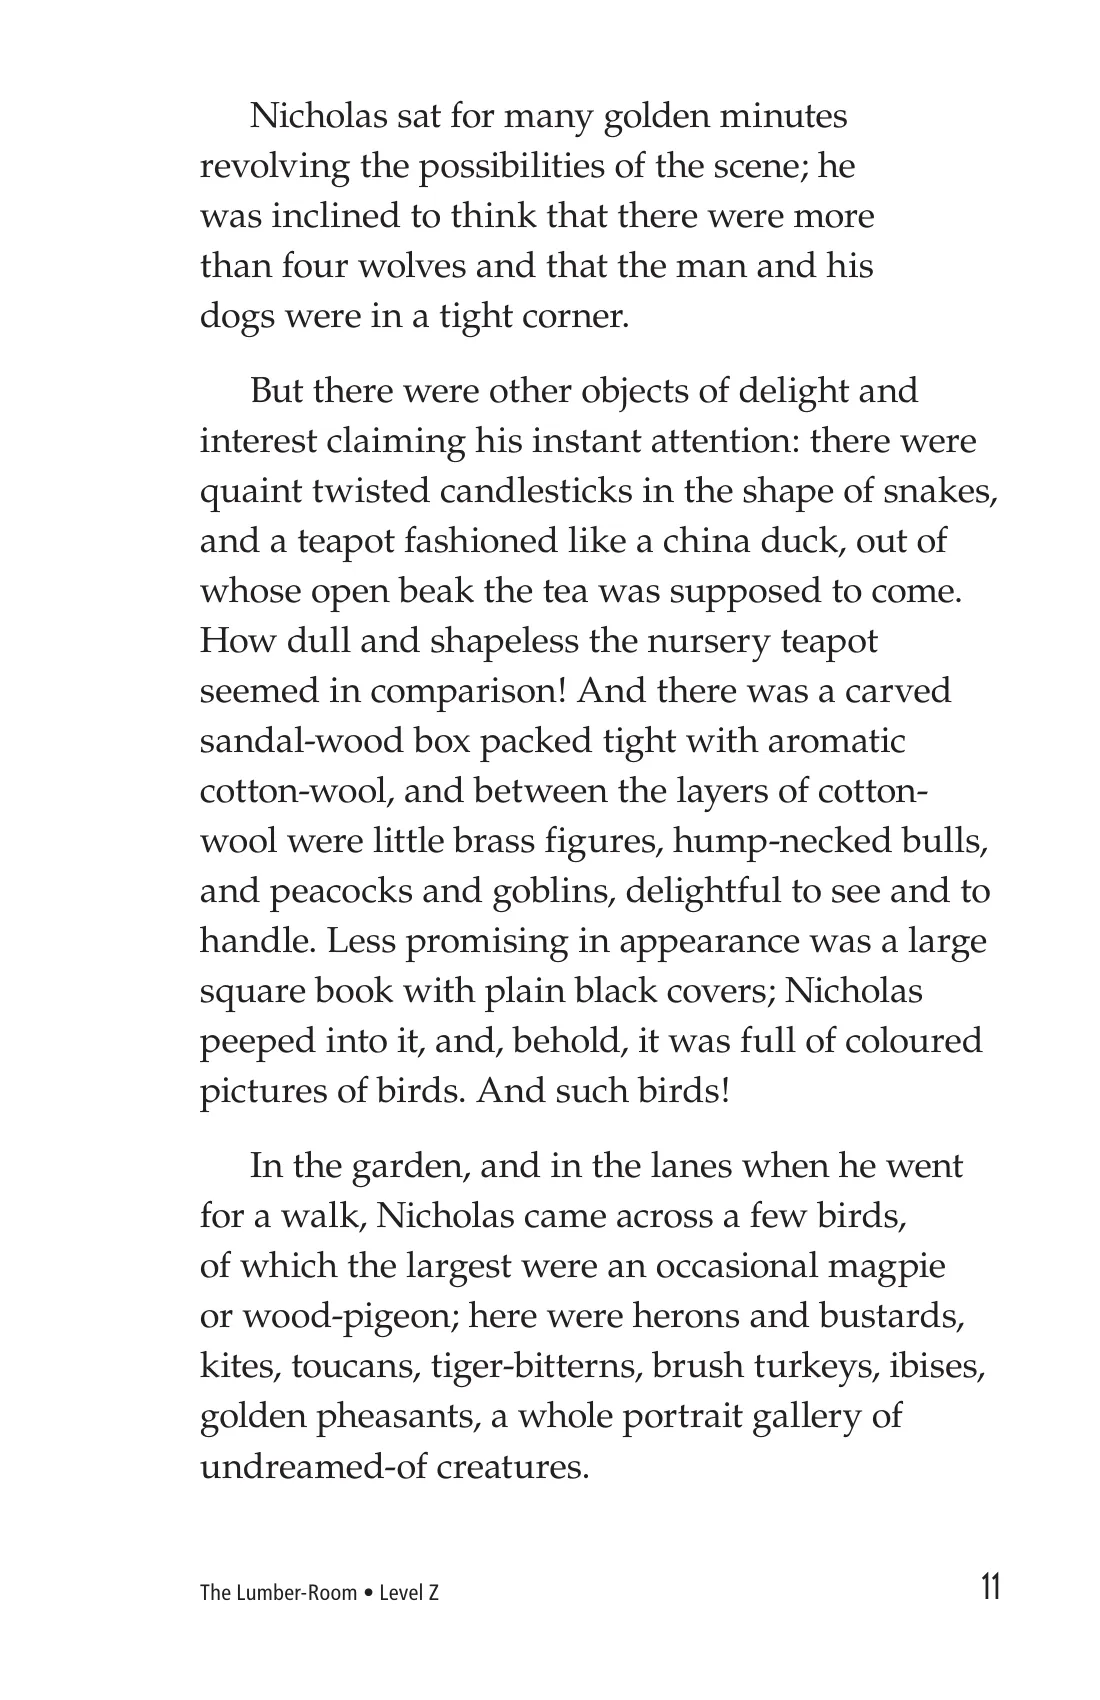 Nicholas sat for many golden minutes
revolving the possibilities of the scene; he
was inclined to think that there were more
than four wolves and that the man and his
dogs were in a tight corner.
But there were other objects of delight and
interest claiming his instant attention: there were
quaint twisted candlesticks in the shape of snakes,
and a teapot fashioned like a china duck, out of
whose open beak the tea was supposed to come.
How dull and shapeless the nursery teapot
seemed in comparison! And there was a carved
sandal-wood box packed tight with aromatic
cotton-wool, and between the layers of cotton-
wool were little brass figures, hump-necked bulls,
and peacocks and goblins, delightful to see and to
handle. Less promising in appearance was a large
square book with plain black covers; Nicholas
peeped into it, and, behold, it was full of coloured
pictures of birds. And such birds!
In the garden, and in the lanes when he went
for a walk, Nicholas came across a few birds,
of which the largest were an occasional magpie
or wood-pigeon; here were herons and bustards,
kites, toucans, tiger-bitterns, brush turkeys, ibises,
golden pheasants, a whole portrait gallery of
undreamed-of creatures.
The Lumber-Room • Level Z
11